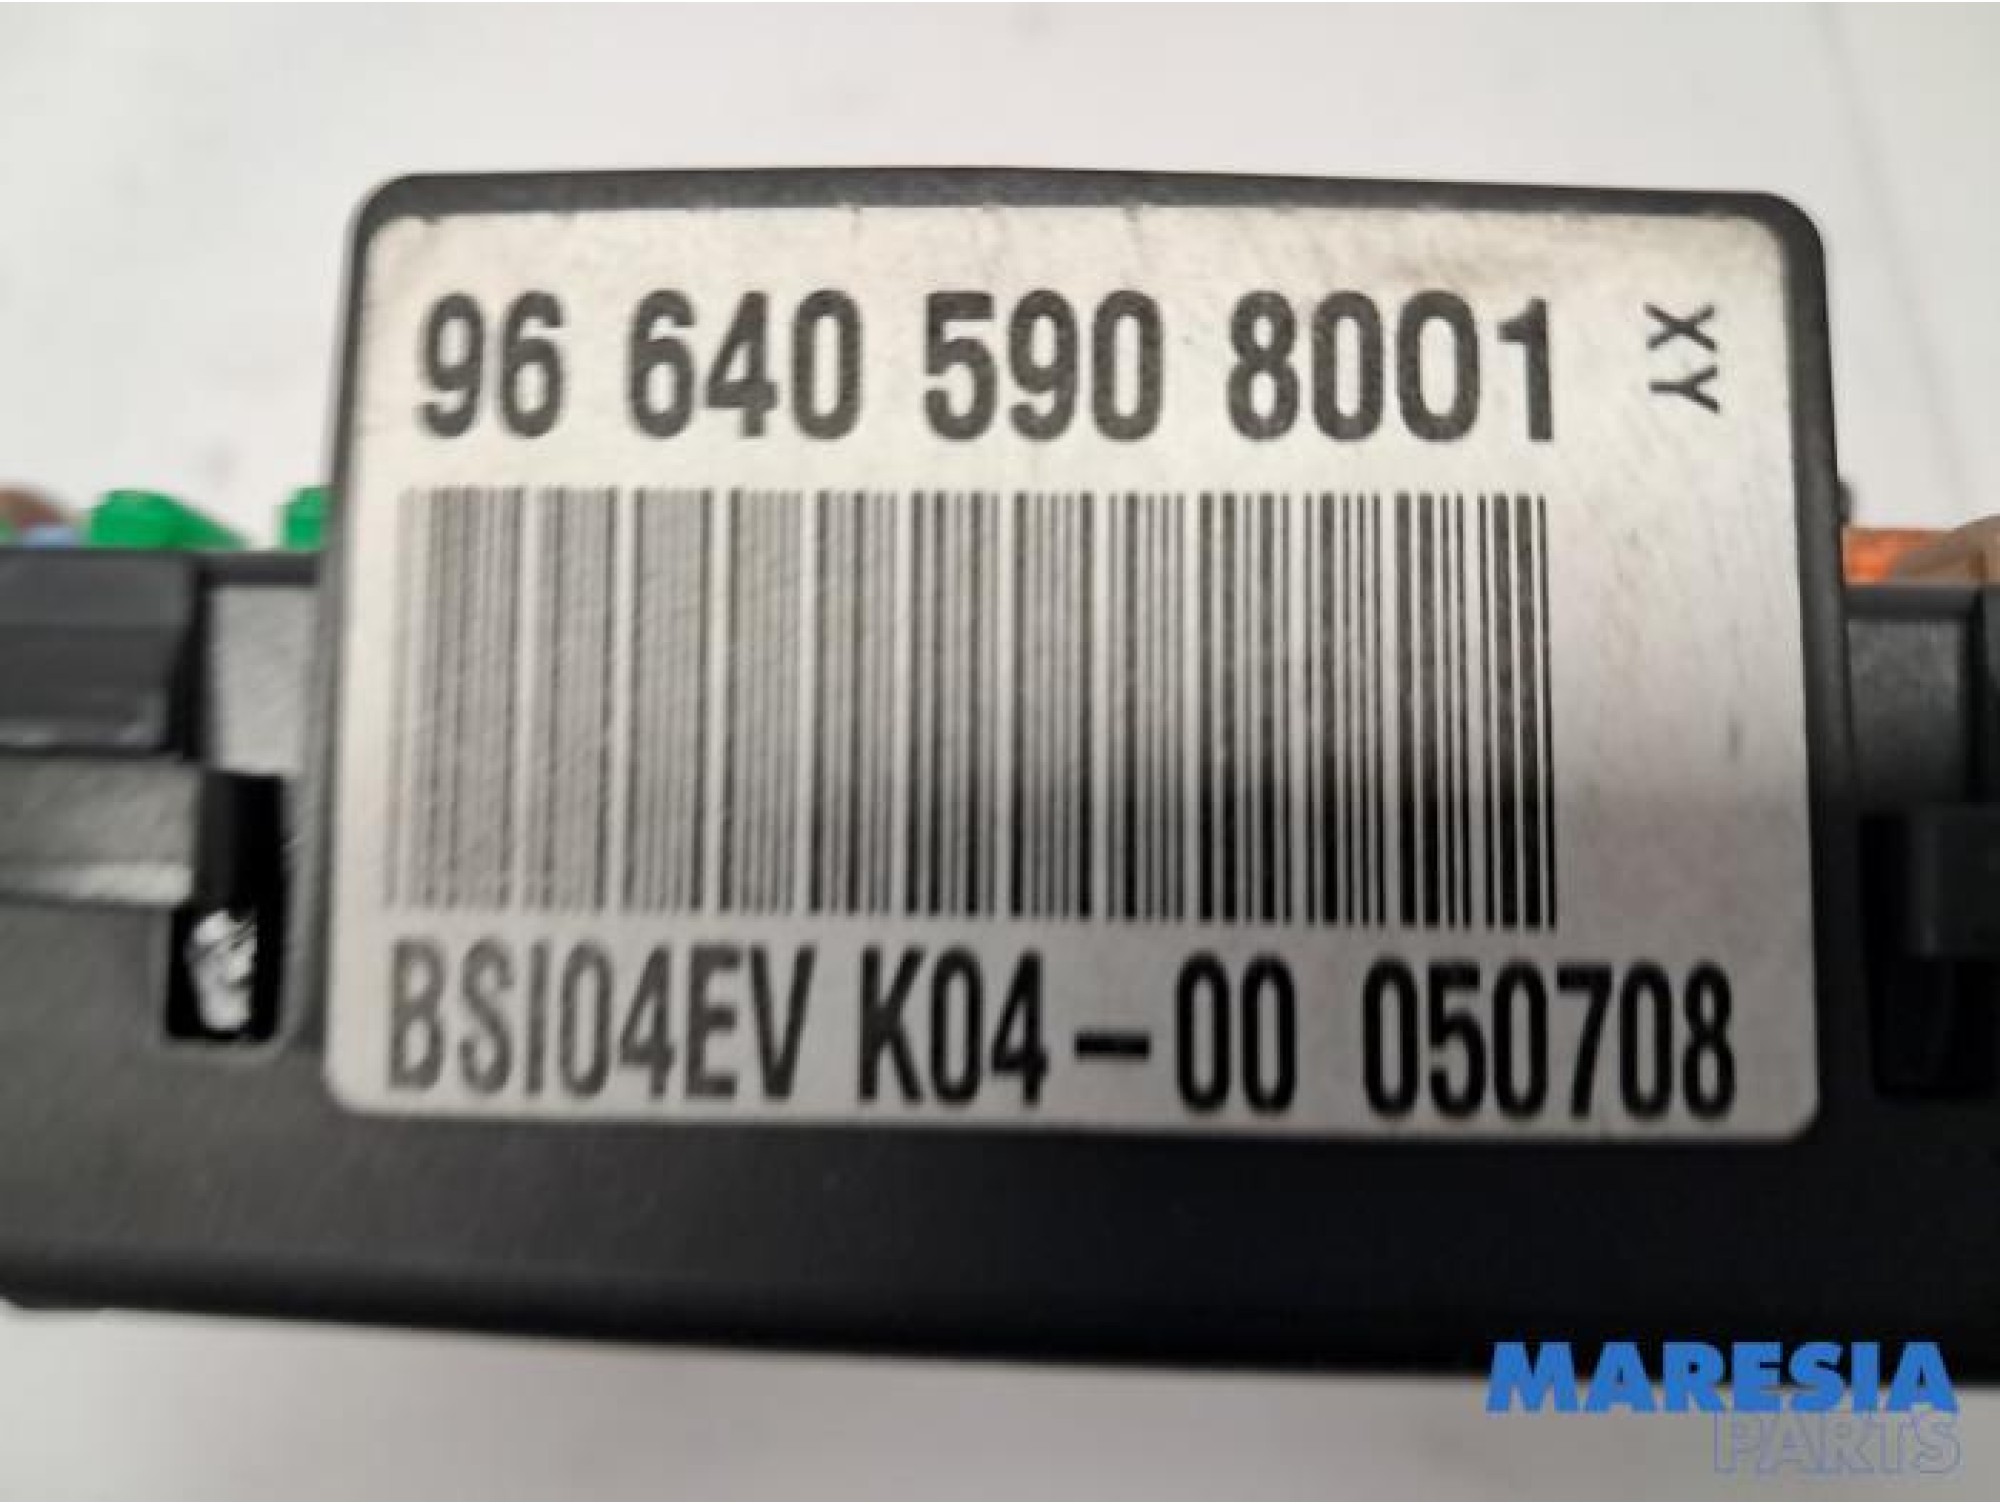 96 640 590 8001 XY
BSI04EV K04-00 050708
MARESIA
PARTS